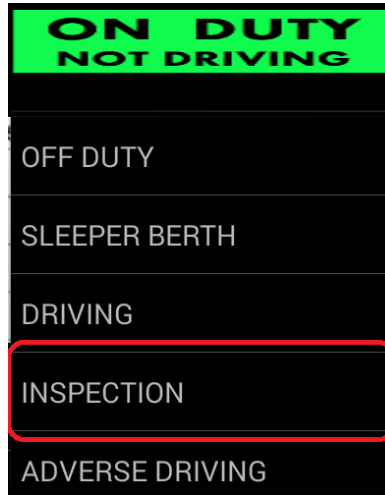 ON DUTY
NOT DRIVING
OFF DUTY
SLEEPER BERTH
DRIVING
INSPECTION
ADVERSE DRIVING